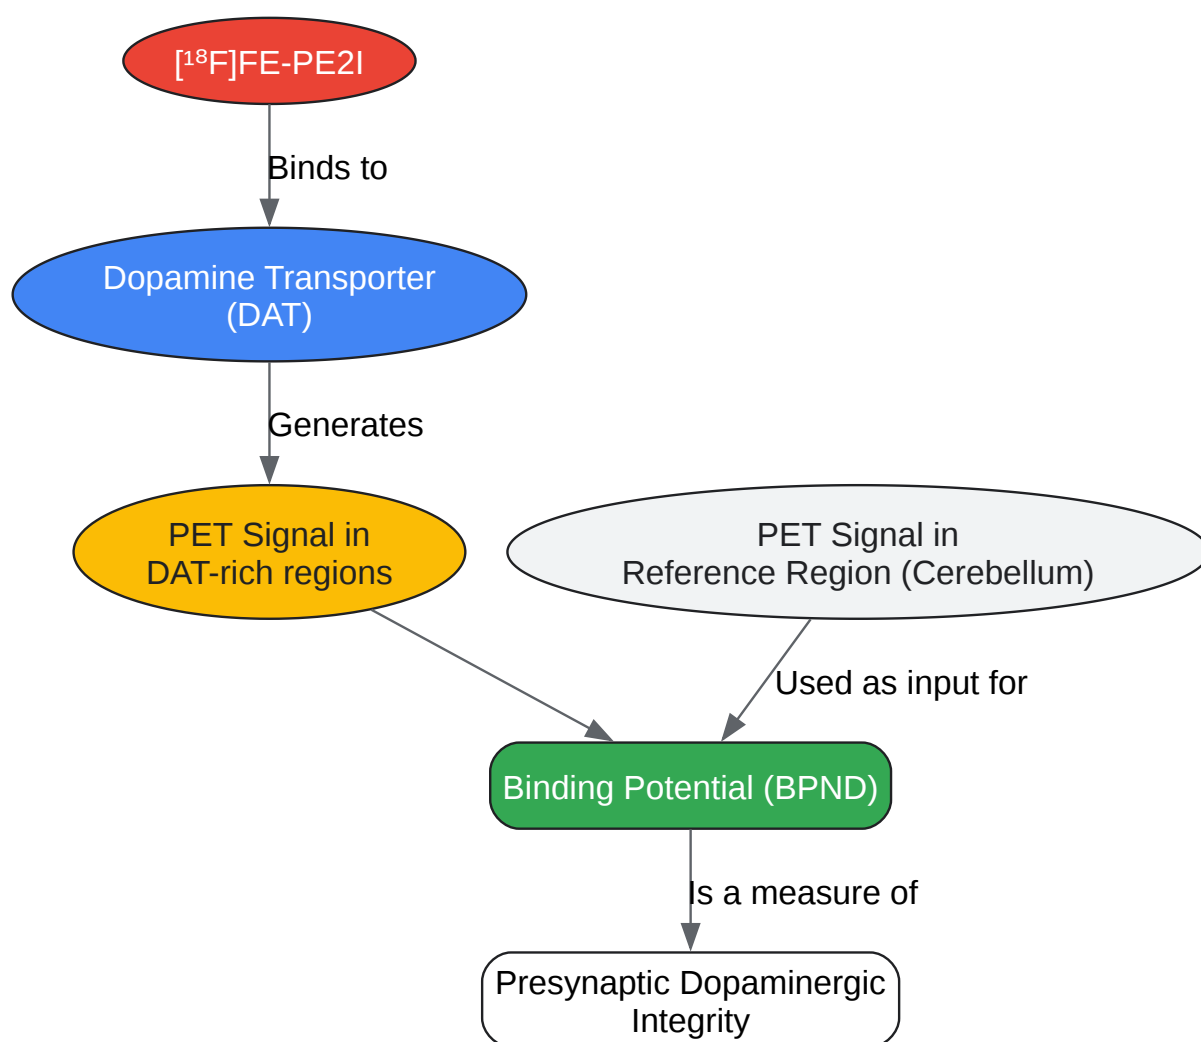 [¹⁸F]FE-PE2I
Binds to
Dopamine Transporter
(DAT)
Generates
PET Signal in
DAT-rich regions
PET Signal in
Reference Region (Cerebellum)
Used as input for
Binding Potential (BPND)
Is a measure of
Presynaptic Dopaminergic
Integrity